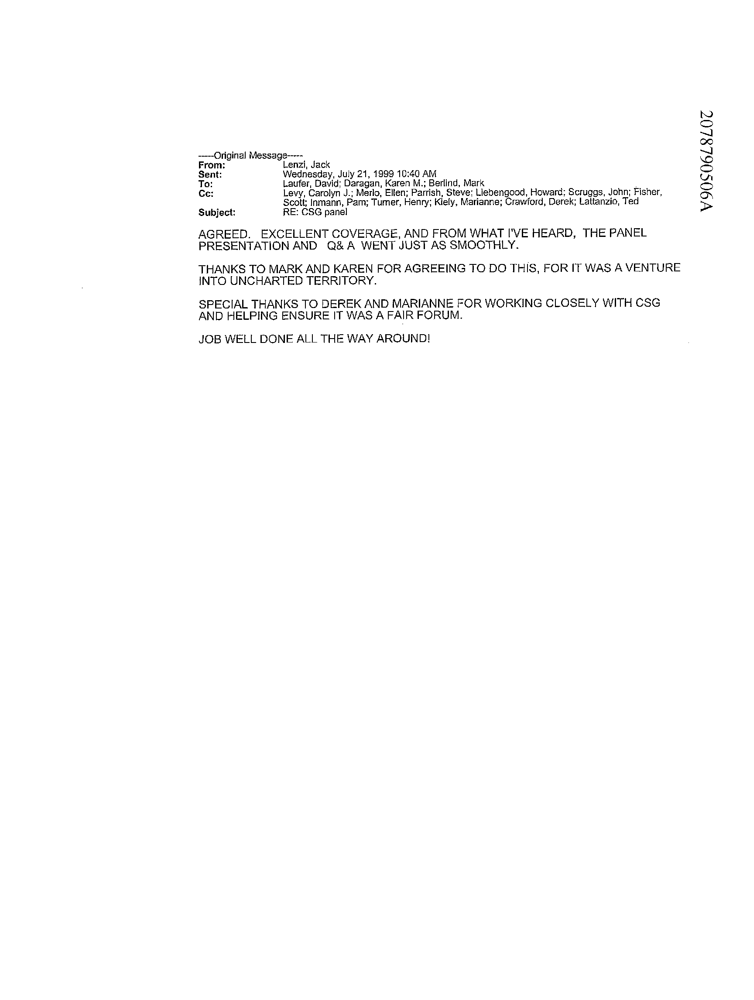 -----Original Message-----
From: Lenzi, Jack
Sent: Wednesday, July 21, 1999 10:40 AM
To: Laufer, David; Daragan, Karen M.; Berlind, Mark
Cc: Levy, Carolyn J.; Merlo, Ellen; Parrish, Steve; Liebengood, Howard; Scruggs, John; Fisher,
Scott; Inmann, Pam; Turner, Henry; Kiely, Marianne; Crawford, Derek; Lattanzio, Ted
Subject: RE: CSG panel
AGREED. EXCELLENT COVERAGE, AND FROM WHAT I'VE HEARD, THE PANEL
PRESENTATION AND Q& A WENT JUST AS SMOOTHLY.
THANKS TO MARK AND KAREN FOR AGREEING TO DO THIS, FOR IT WAS A VENTURE
INTO UNCHARTED TERRITORY.
SPECIAL THANKS TO DEREK AND MARIANNE FOR WORKING CLOSELY WITH CSG
AND HELPING ENSURE IT WAS A FAIR FORUM.
JOB WELL DONE ALL THE WAY AROUND!
2078790506A